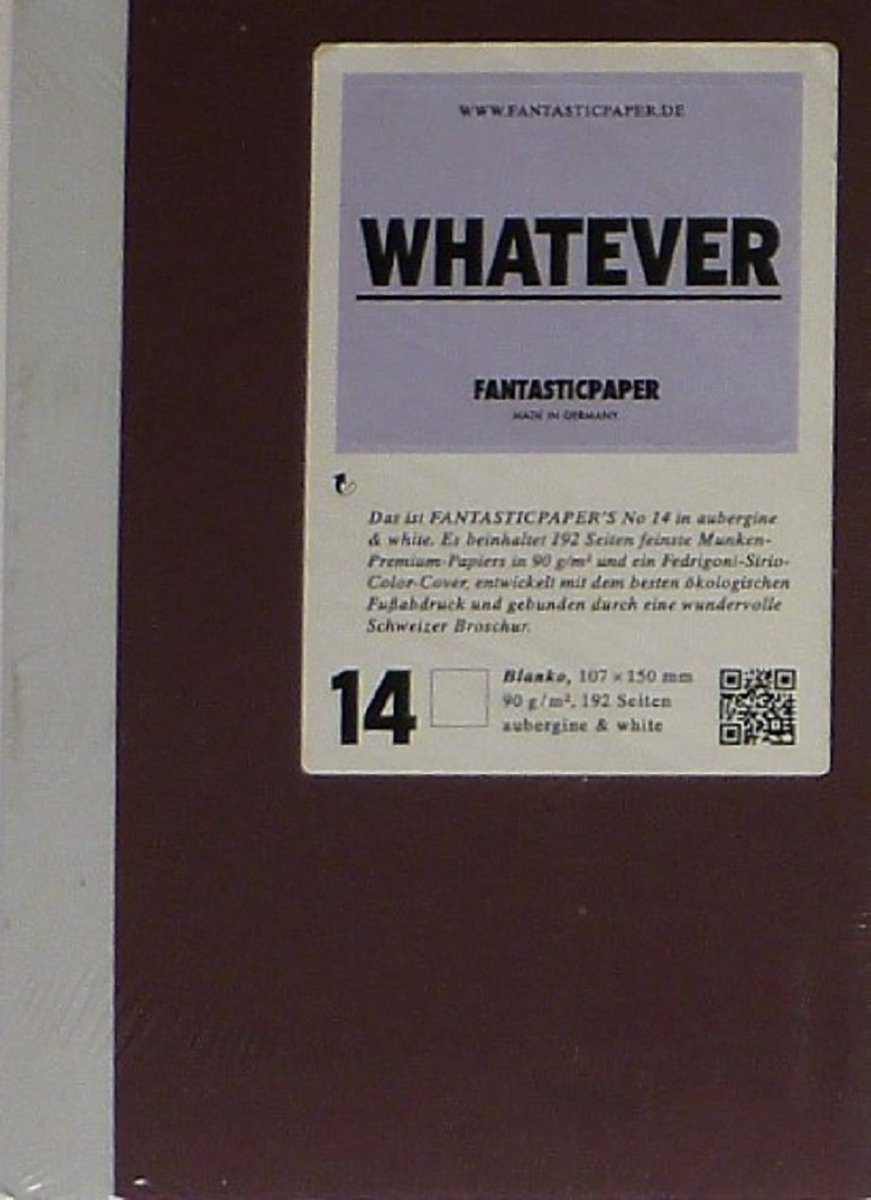 WWW.FANTASTICPAPER.DE
WHATEVER
FANTASTICPAPER
MADE IN GERMANY
Das ist FANTASTICPAPER'S No 14 in aubergine
& white. Es beinhaltet 192 Seiten feinste Munken-
Premium-Papiers in 90 g/m² und ein Fedrigoni-Sirio-
Color-Cover, entwickelt mit dem besten ökologischen
Fußabdruck und gebunden durch eine wundervolle
Schweizer Broschur.
14
Blanko, 107 × 150 mm
90 g/m², 192 Seiten
aubergine & white